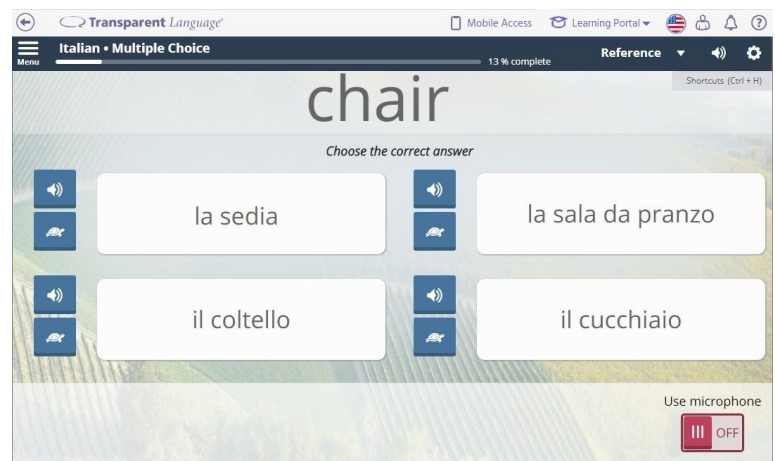 Transparent Language®
Mobile Access
Learning Portal
?
Menu
Italian • Multiple Choice
13 % complete
Reference
Shortcuts (Ctrl + H)
chair
Choose the correct answer
la sedia
la sala da pranzo
il coltello
il cucchiaio
Use microphone
OFF